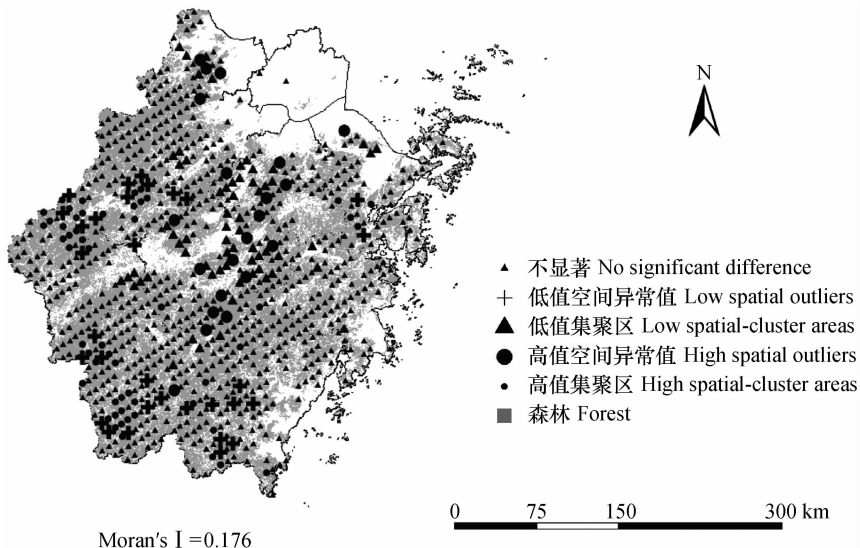 N
不显著 No significant difference
低值空间异常值 Low spatial outliers
低值集聚区 Low spatial-cluster areas
高值空间异常值 High spatial outliers
高值集聚区 High spatial-cluster areas
森林 Forest
0 75 150 300 km
Moran's Ⅰ=0.176